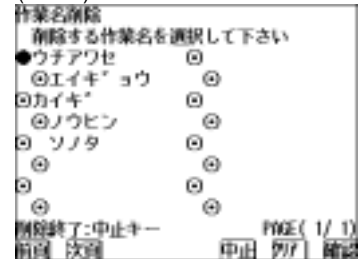 作業名削除
削除する作業名を選択して下さい
●ウチアワセ ⊙
⊙エイギョウ ⊙
⊙カイギ ⊙
⊙ノウヒン ⊙
⊙ ソノタ ⊙
⊙ ⊙
⊙ ⊙
⊙ ⊙
削除終了:中止キー PAGE( 1/ 1)
前頁 次頁 中止 クリア 確認